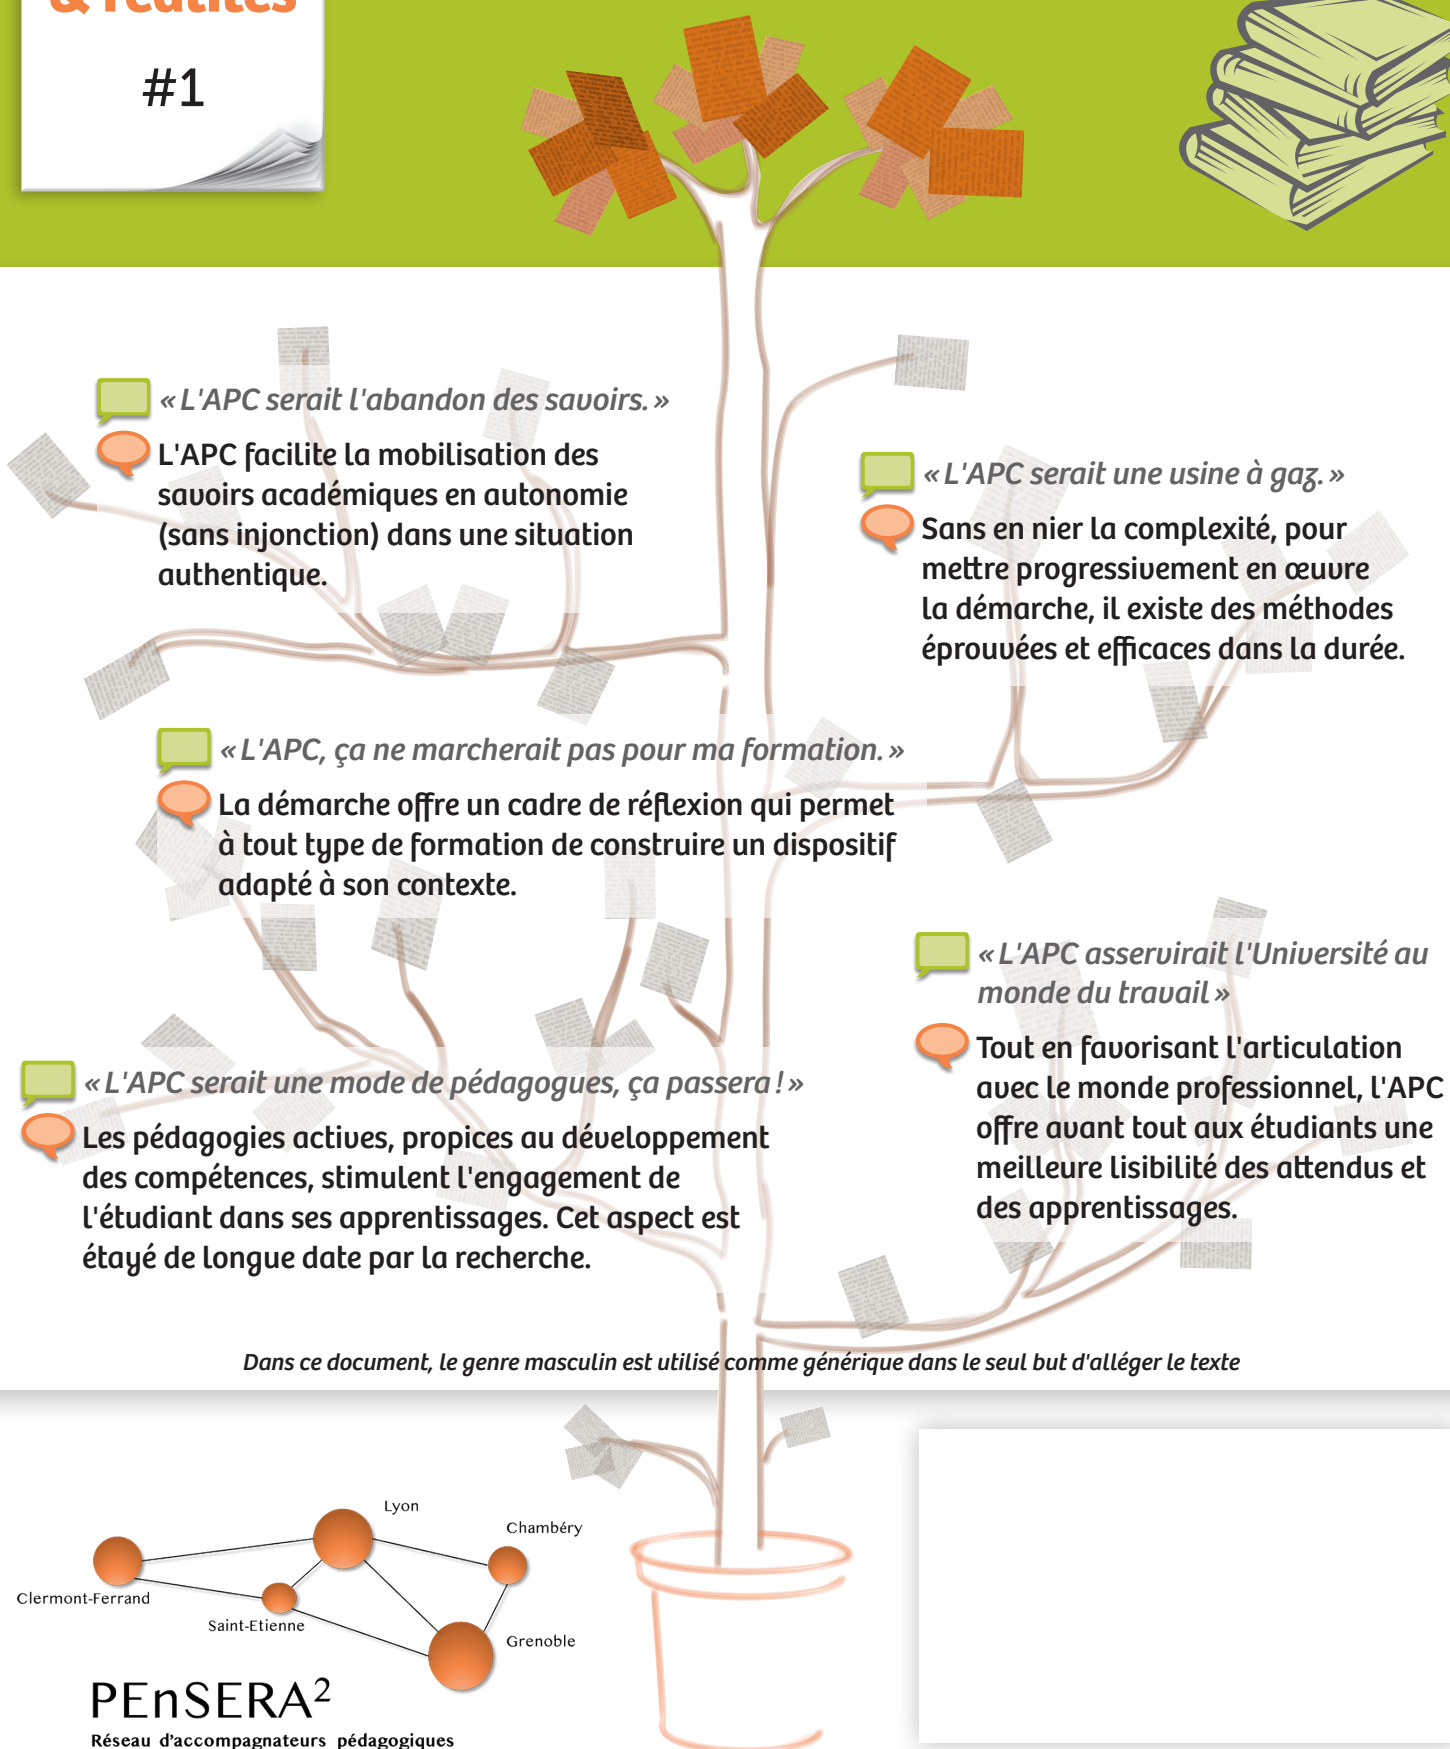 & réalités
#1
« L'APC serait l'abandon des savoirs. »
L'APC facilite la mobilisation des
savoirs académiques en autonomie
(sans injonction) dans une situation
authentique.
« L'APC serait une usine à gaz. »
Sans en nier la complexité, pour
mettre progressivement en œuvre
la démarche, il existe des méthodes
éprouvées et efficaces dans la durée.
« L'APC, ça ne marcherait pas pour ma formation. »
La démarche offre un cadre de réflexion qui permet
à tout type de formation de construire un dispositif
adapté à son contexte.
« L'APC asservirait l'Université au
monde du travail »
Tout en favorisant l'articulation
avec le monde professionnel, l'APC
offre avant tout aux étudiants une
meilleure lisibilité des attendus et
des apprentissages.
« L'APC serait une mode de pédagogues, ça passera ! »
Les pédagogies actives, propices au développement
des compétences, stimulent l'engagement de
l'étudiant dans ses apprentissages. Cet aspect est
étayé de longue date par la recherche.
Dans ce document, le genre masculin est utilisé comme générique dans le seul but d'alléger le texte
Lyon
Chambéry
Clermont-Ferrand
Saint-Etienne
Grenoble
PEnSERA²
Réseau d'accompagnateurs pédagogiques